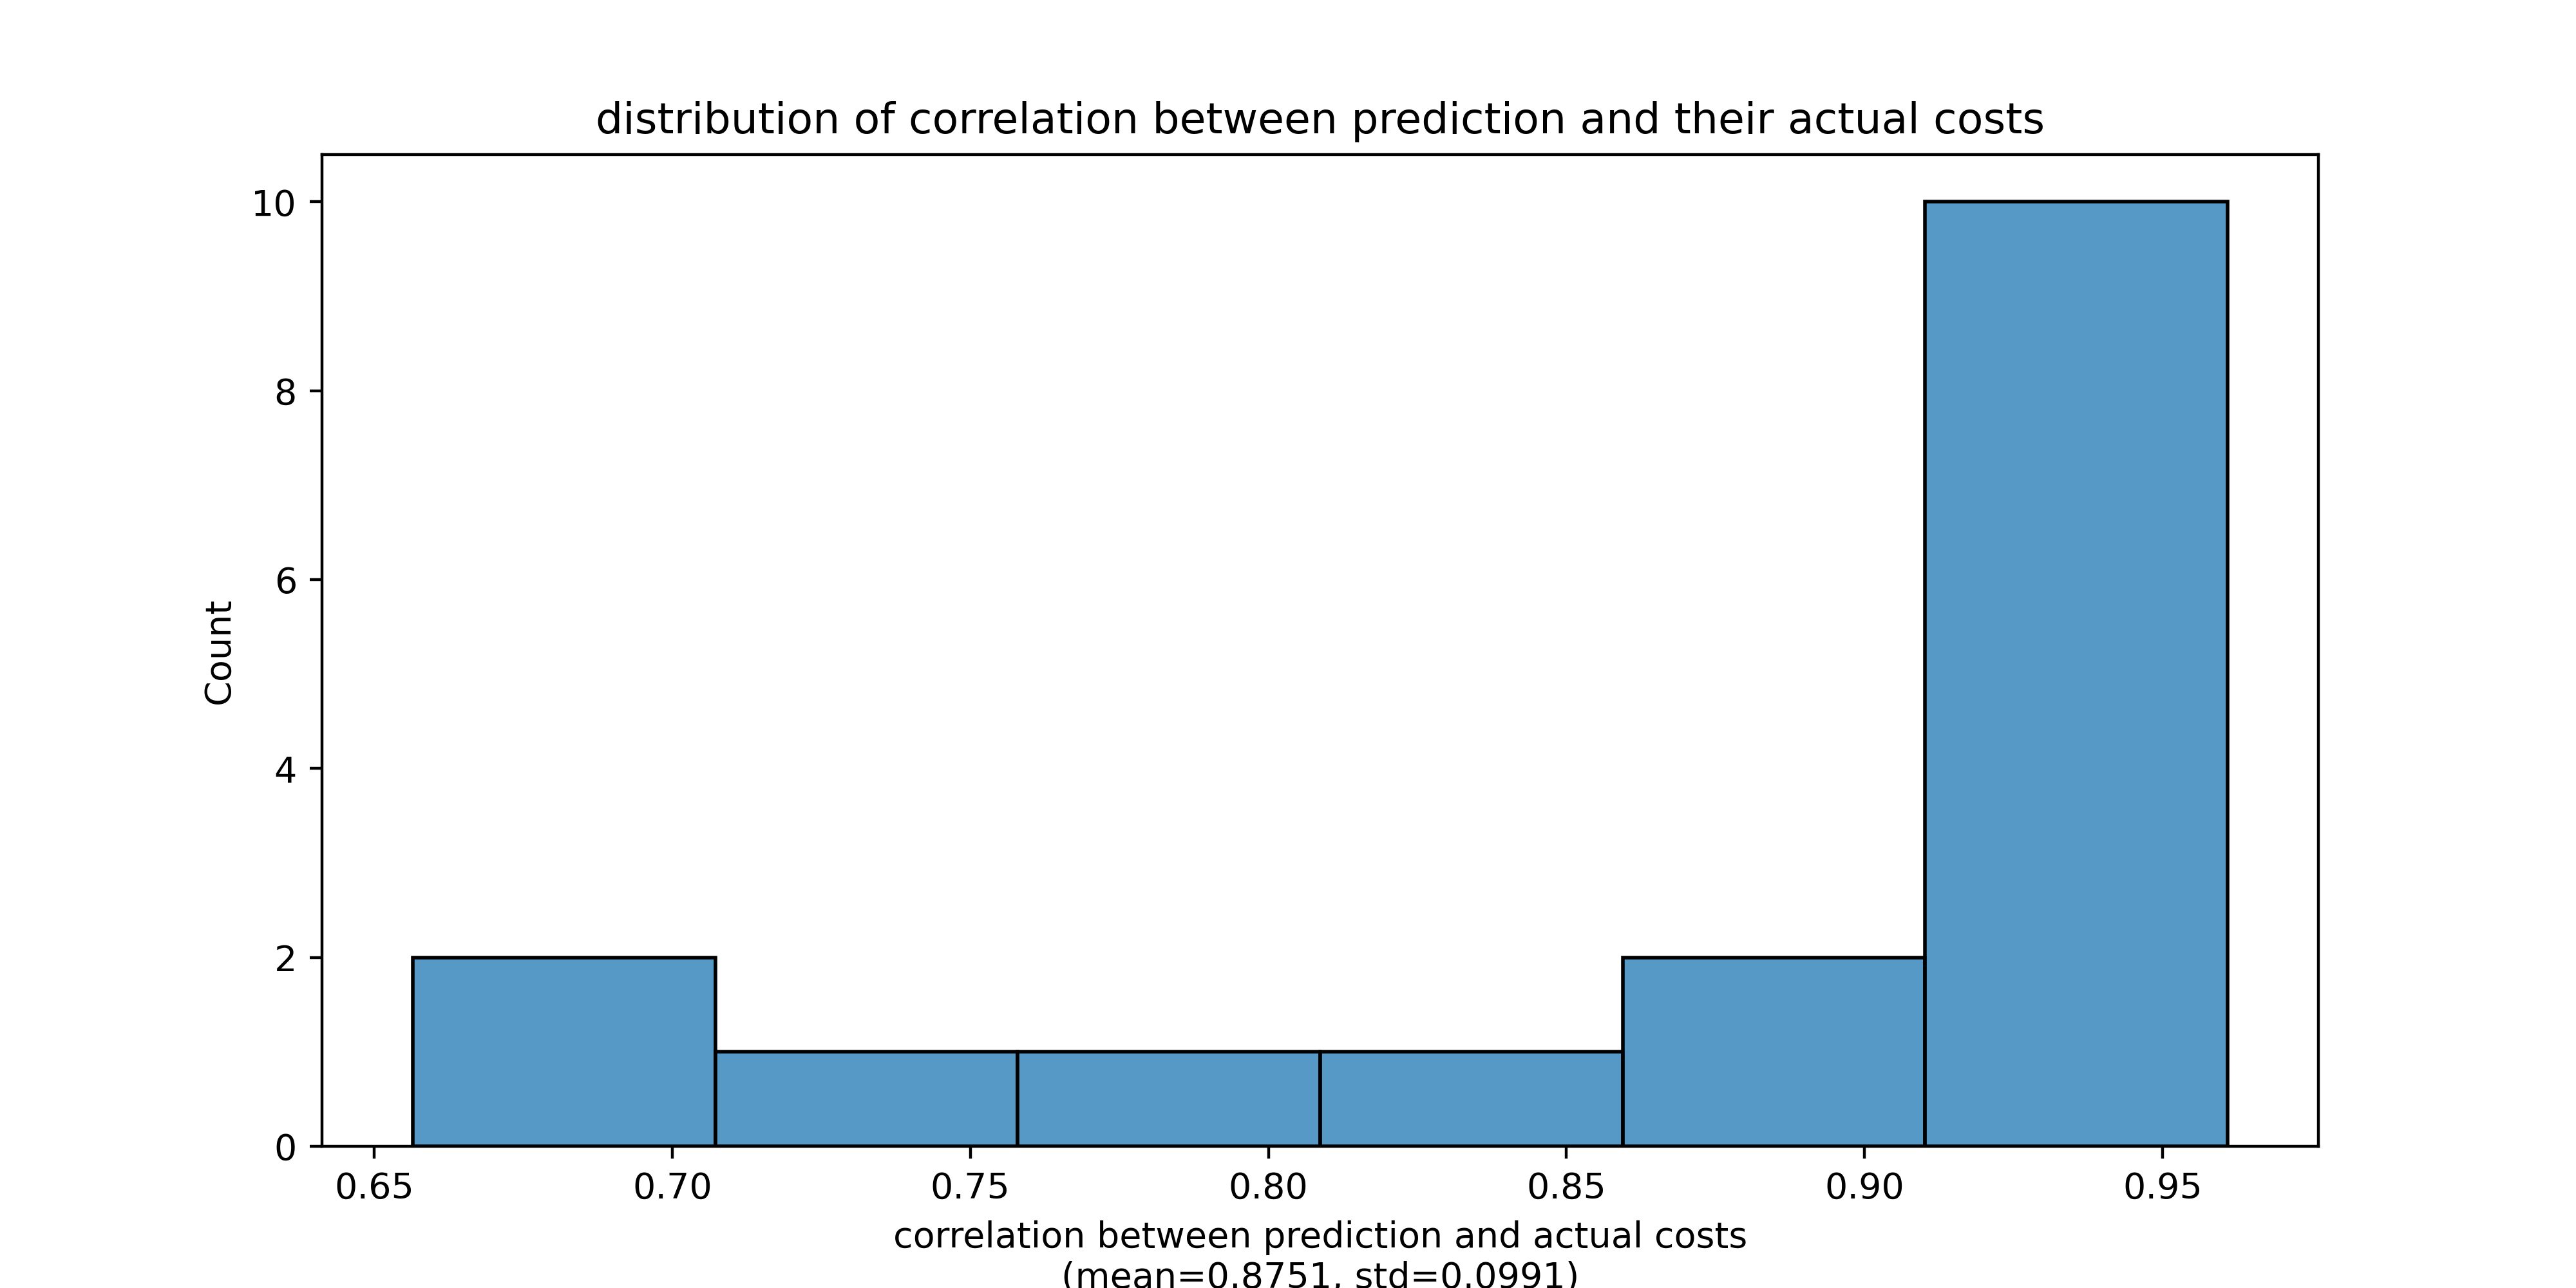 distribution of correlation between prediction and their actual costs
10
8
6
4
2
0
Count
0.65 0.70 0.75 0.80 0.85 0.90 0.95
correlation between prediction and actual costs
(mean=0.8751, std=0.0991)